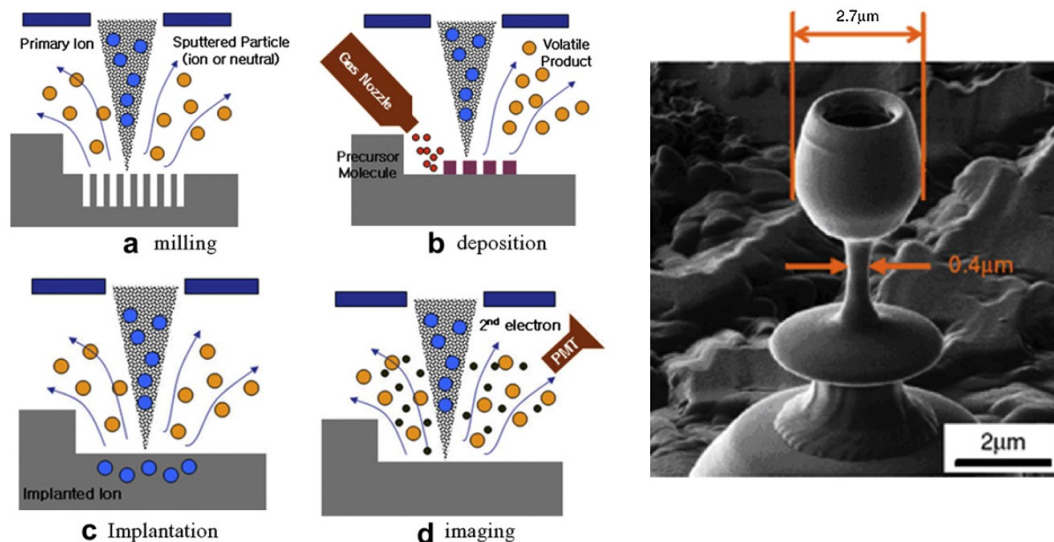 Primary Ion
Sputtered Particle
(ion or neutral)
a milling
Gas Nozzle
Volatile
Product
Precursor
Molecule
b deposition
Implanted Ion
c Implantation
2nd electron
PMT
d imaging
2.7μm
0.4μm
2μm